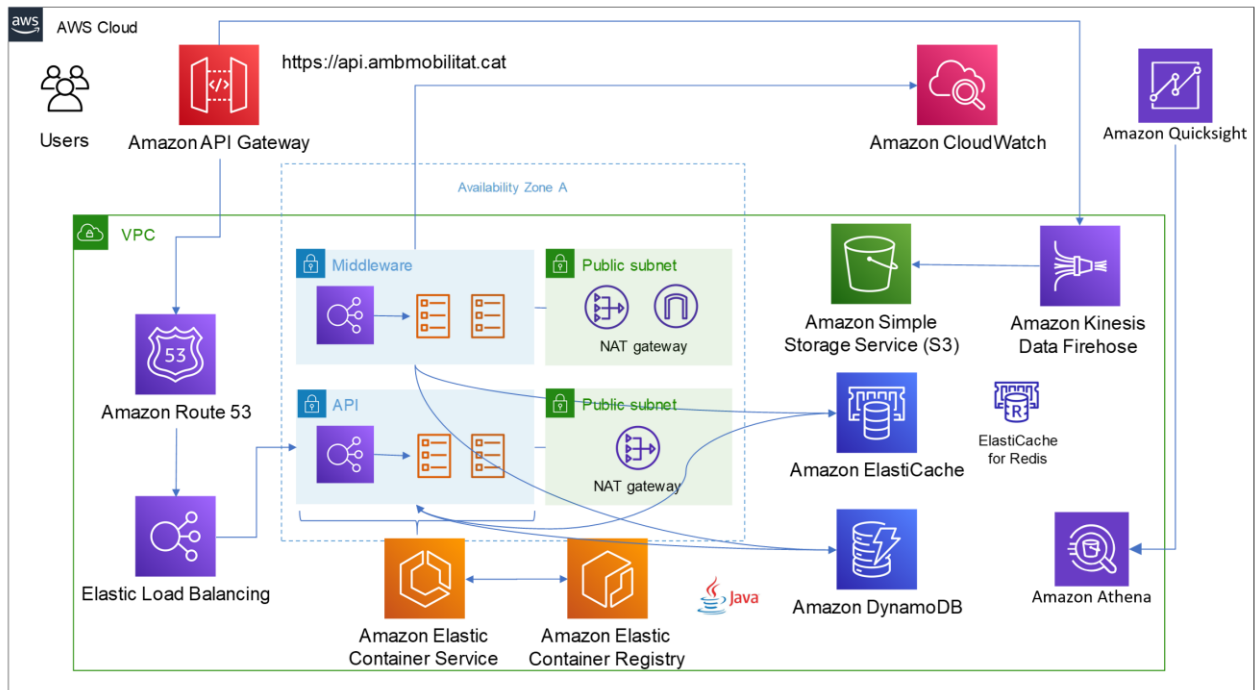 aws
AWS Cloud
https://api.ambmobilitat.cat
Users
Amazon API Gateway
Amazon CloudWatch
Amazon Quicksight
Availability Zone A
VPC
Middleware
Public subnet
NAT gateway
Amazon Simple
Storage Service (S3)
Amazon Kinesis
Data Firehose
53
Amazon Route 53
API
Public subnet
NAT gateway
Amazon ElastiCache
R
ElastiCache
for Redis
Elastic Load Balancing
Amazon Elastic
Container Service
Amazon Elastic
Container Registry
Java
Amazon DynamoDB
Amazon Athena